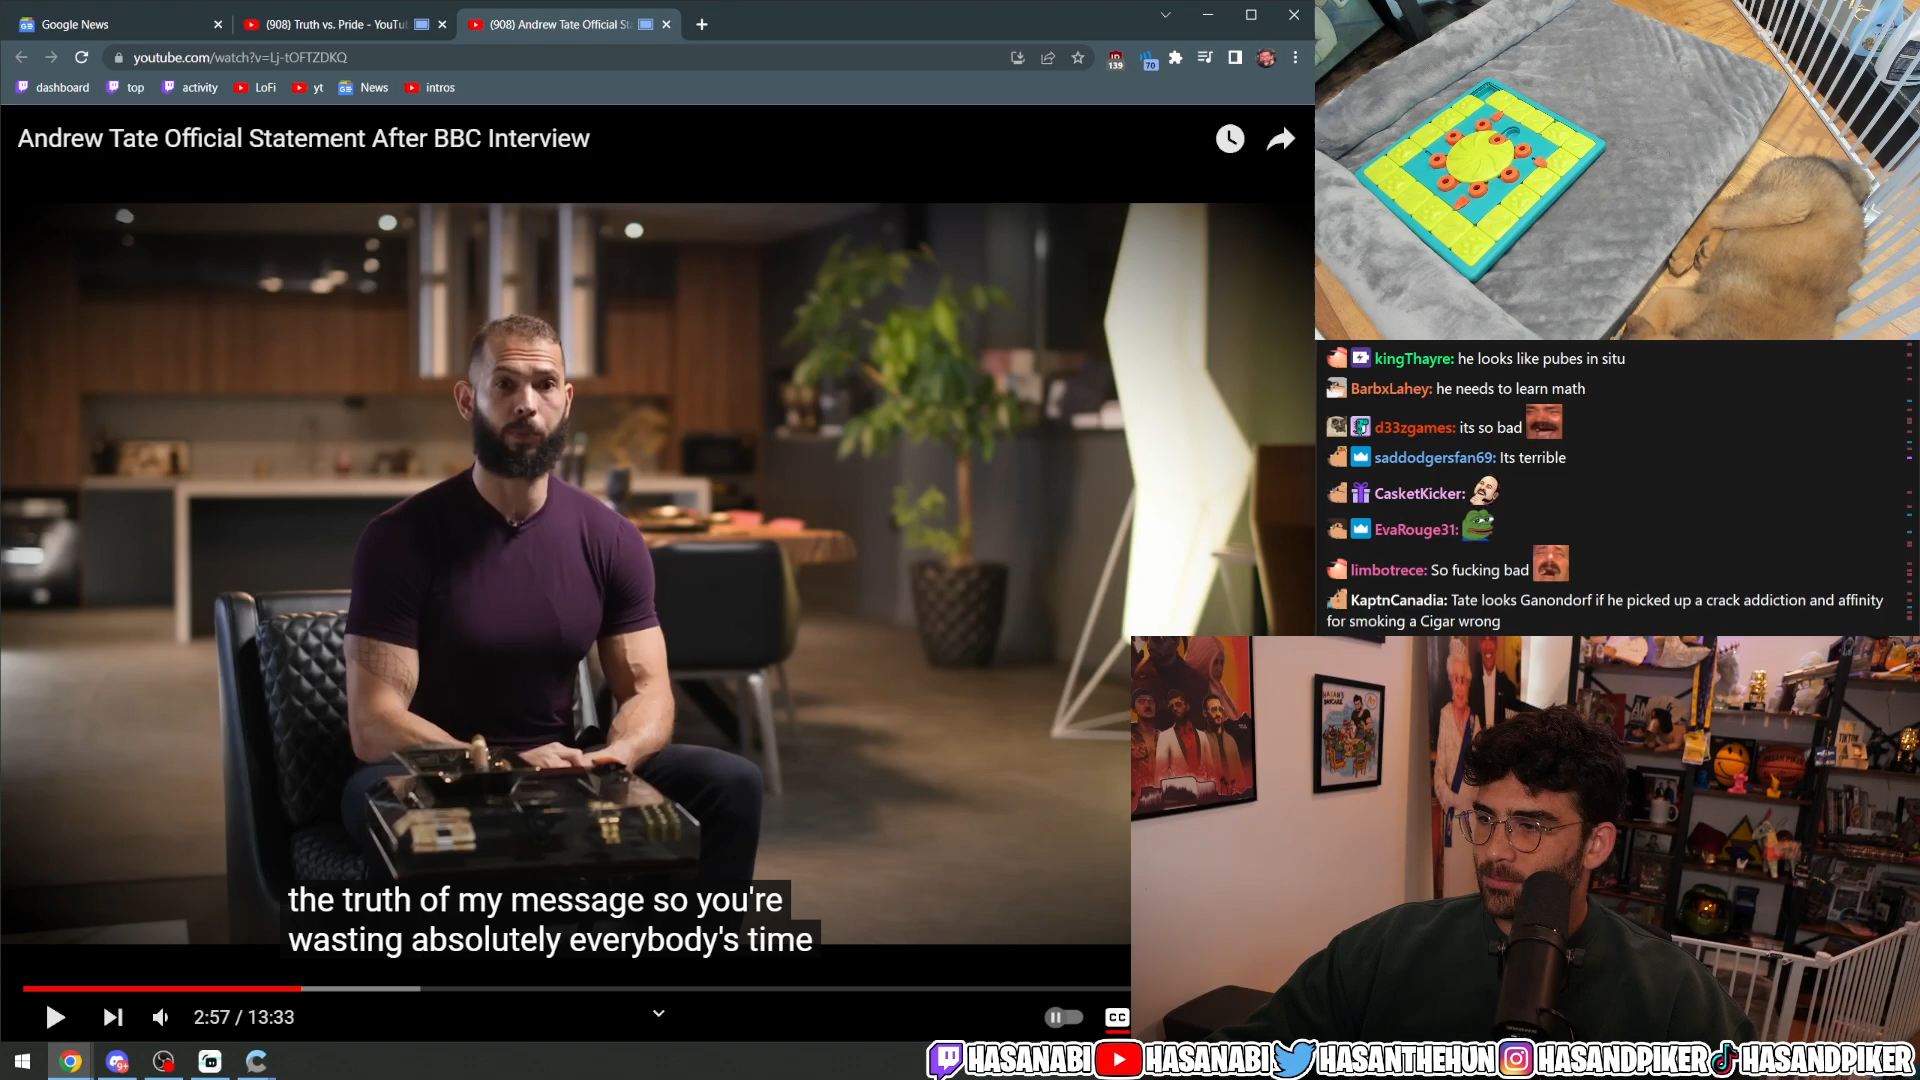 Google News
(908) Truth vs. Pride - YouTu
(908) Andrew Tate Official St
youtube.com/watch?v=Lj-tOFTZDKQ
139
70
dashboard
top
activity
LoFi
yt
News
intros
Andrew Tate Official Statement After BBC Interview
kingThayre: he looks like pubes in situ
BarbxLahey: he needs to learn math
d33zgames: its so bad
saddodgersfan69: Its terrible
CasketKicker:
EvaRouge31:
limbotrece: So fucking bad
KaptnCanadia: Tate looks Ganondorf if he picked up a crack addiction and affinity
for smoking a Cigar wrong
the truth of my message so you're
wasting absolutely everybody's time
2:57 / 13:33
CC
HASANABI
HASANABI
HASANTHEHUN
HASANDPIKER
HASANDPIKER